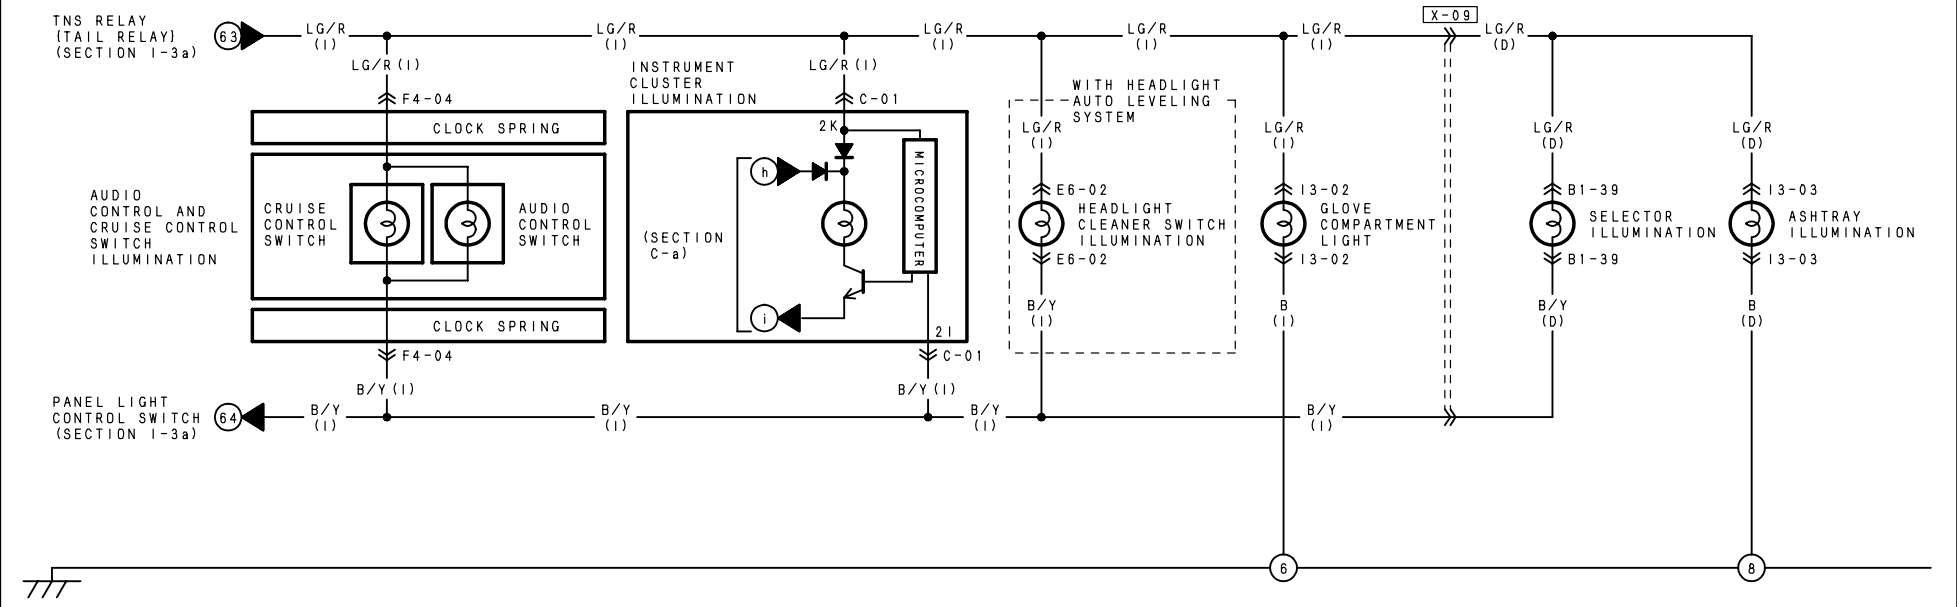 TNS RELAY
(TAIL RELAY)
(SECTION I-3a)
63
LG/R
(I)
LG/R
(I)
LG/R
(I)
LG/R
(I)
LG/R
(I)
X-09
LG/R
(D)
LG/R (I)
F4-04
CLOCK SPRING
AUDIO
CONTROL AND
CRUISE CONTROL
SWITCH
ILLUMINATION
CRUISE
CONTROL
SWITCH
AUDIO
CONTROL
SWITCH
CLOCK SPRING
F4-04
B/Y (I)
INSTRUMENT
CLUSTER
ILLUMINATION
LG/R (I)
C-01
2K
h
MICROCOMPUTER
(SECTION
C-a)
i
2I
C-01
B/Y (I)
WITH HEADLIGHT
AUTO LEVELING
SYSTEM
LG/R
(I)
E6-02
HEADLIGHT
CLEANER SWITCH
ILLUMINATION
E6-02
B/Y
(I)
LG/R
(I)
I3-02
GLOVE
COMPARTMENT
LIGHT
I3-02
B
(I)
LG/R
(D)
B1-39
SELECTOR
ILLUMINATION
B1-39
B/Y
(D)
LG/R
(D)
I3-03
ASHTRAY
ILLUMINATION
I3-03
B
(D)
PANEL LIGHT
CONTROL SWITCH
(SECTION I-3a)
64
B/Y
(I)
B/Y
(I)
B/Y
(I)
B/Y
(I)
6
8